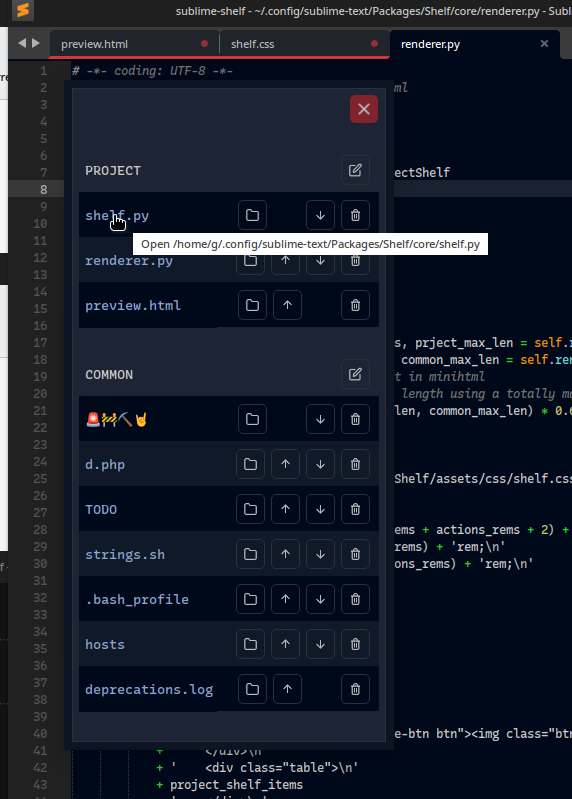 sublime-shelf - ~/.config/sublime-text/Packages/Shelf/core/renderer.py - Subl
preview.html
shelf.css
renderer.py
1 # -*- coding: UTF-8 -*-
2 ml
3
4
5
6
7 ectShelf
8
9
10
11
12
13
14
15
16
17 s, prject_max_len = self.r
18 common_max_len = self.ren
19 t in minihtml
20 length using a totally ma
21 len, common_max_len) * 0.6
22
23
24
25 Shelf/assets/css/shelf.css
26
27
28 ems + actions_rems + 2) +
29 rems) + 'rem;\n'
30 ons_rems) + 'rem;\n'
31
32
33
34
35
36
37
38
39
40 e-btn btn"><img class="btn
41 + ' </div>\n'
42 + ' <div class="table">\n'
43 + project_shelf_items
PROJECT
shelf.py
Open /home/g/.config/sublime-text/Packages/Shelf/core/shelf.py
renderer.py
preview.html
COMMON
🚨🚧⛏️🤘
d.php
TODO
strings.sh
.bash_profile
hosts
deprecations.log